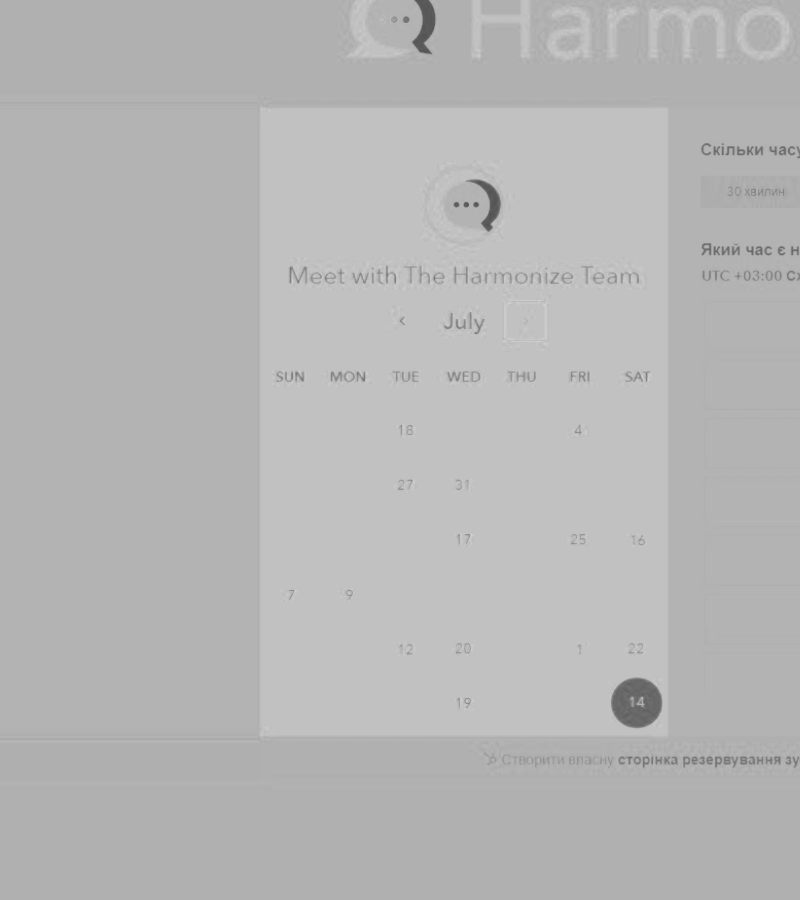 Harmo
Meet with The Harmonize Team
July
SUN MON TUE WED THU FRI SAT
18 4
27 31
17 25 16
7 9
12 20 1 22
19 14
Скільки часу
30 хвилин
Який час є н
UTC +03:00 Сх
Створити власну сторінка резервування зу